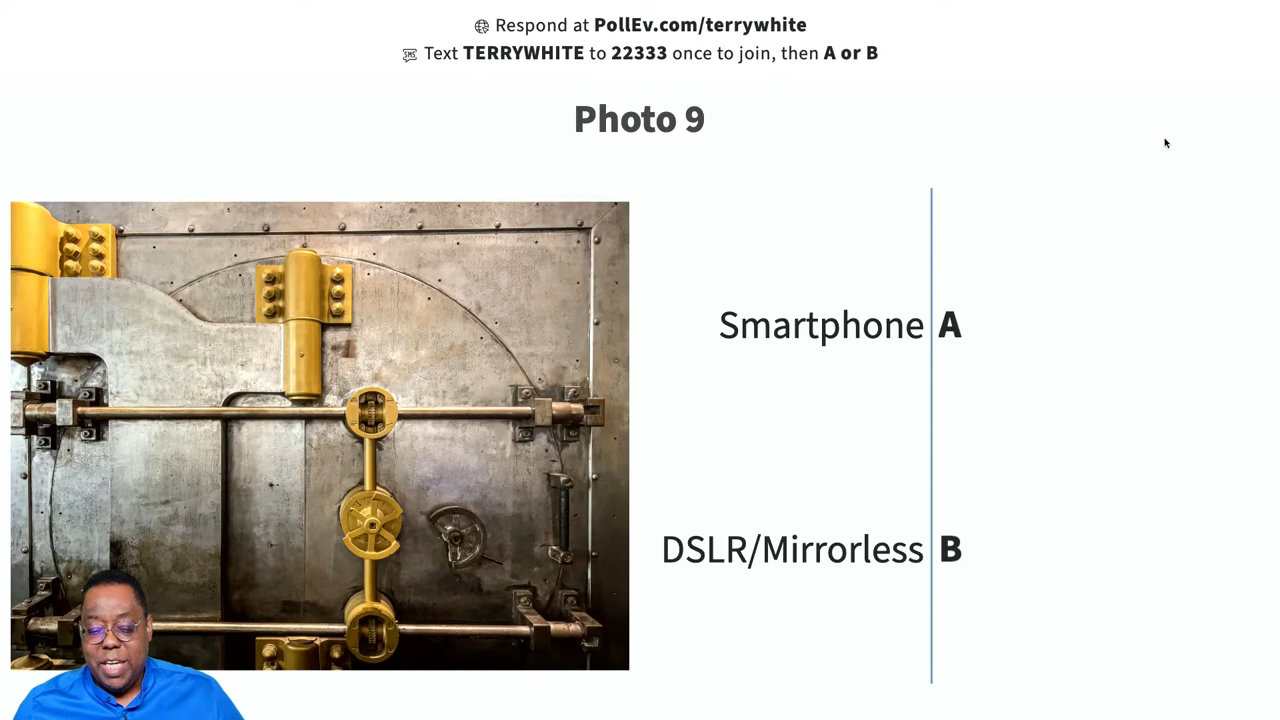 Respond at PollEv.com/terrywhite
Text TERRYWHITE to 22333 once to join, then A or B
Photo 9
Smartphone A
DSLR/Mirrorless B